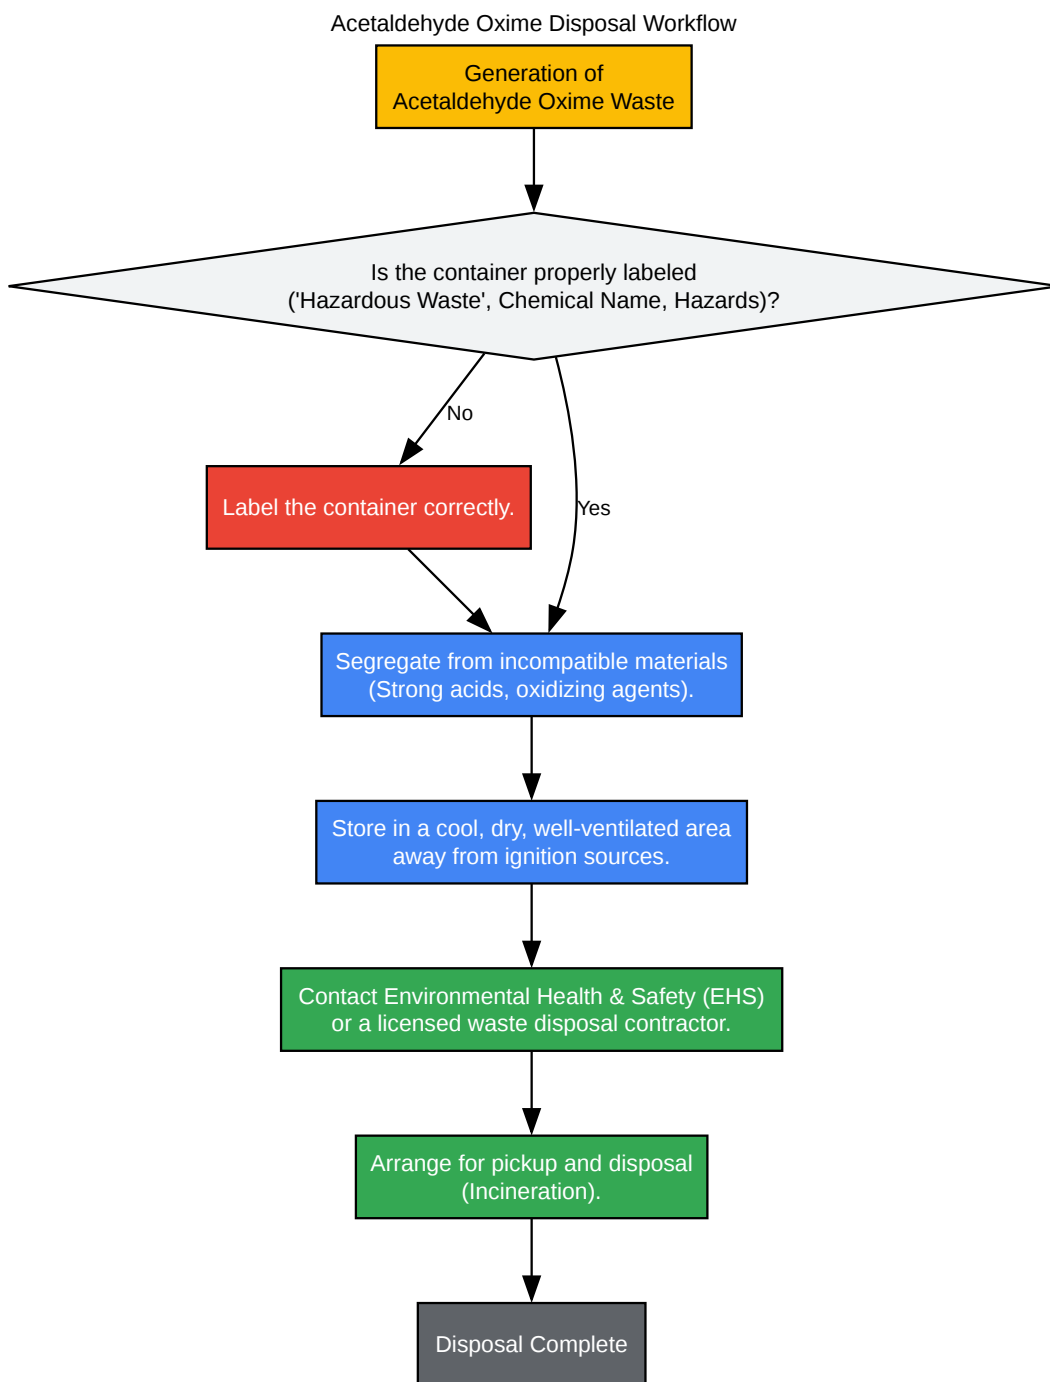 Acetaldehyde Oxime Disposal Workflow
Generation of
Acetaldehyde Oxime Waste
Is the container properly labeled
('Hazardous Waste', Chemical Name, Hazards)?
No
Label the container correctly.
Yes
Segregate from incompatible materials
(Strong acids, oxidizing agents).
Store in a cool, dry, well-ventilated area
away from ignition sources.
Contact Environmental Health & Safety (EHS)
or a licensed waste disposal contractor.
Arrange for pickup and disposal
(Incineration).
Disposal Complete